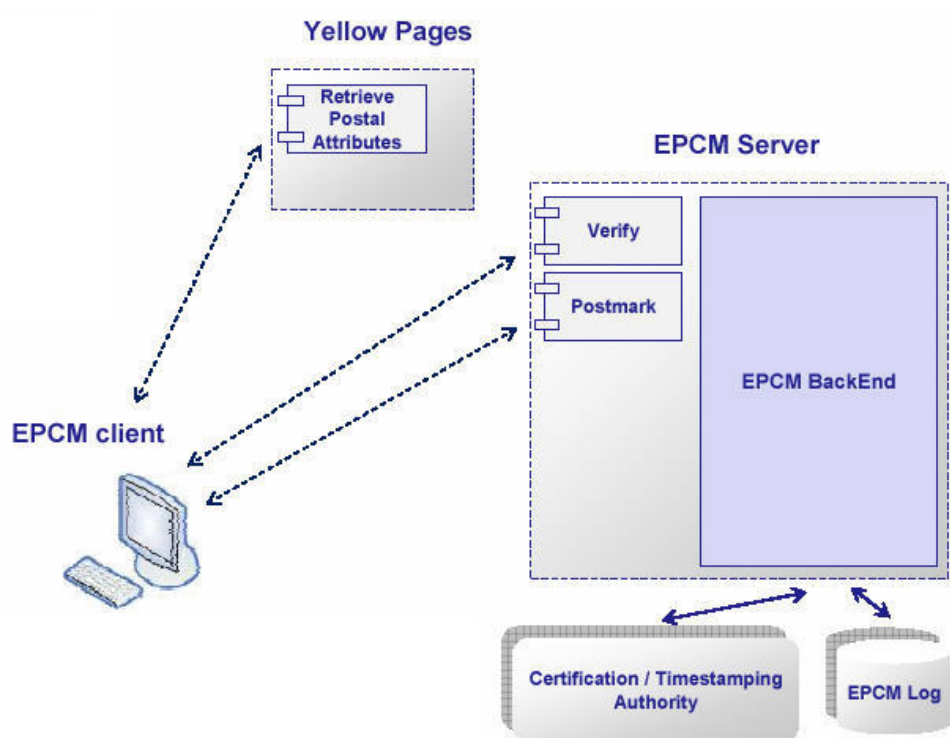 Yellow Pages
Retrieve
Postal
Attributes
EPCM Server
Verify
Postmark
EPCM BackEnd
EPCM client
Certification / Timestamping
Authority
EPCM Log